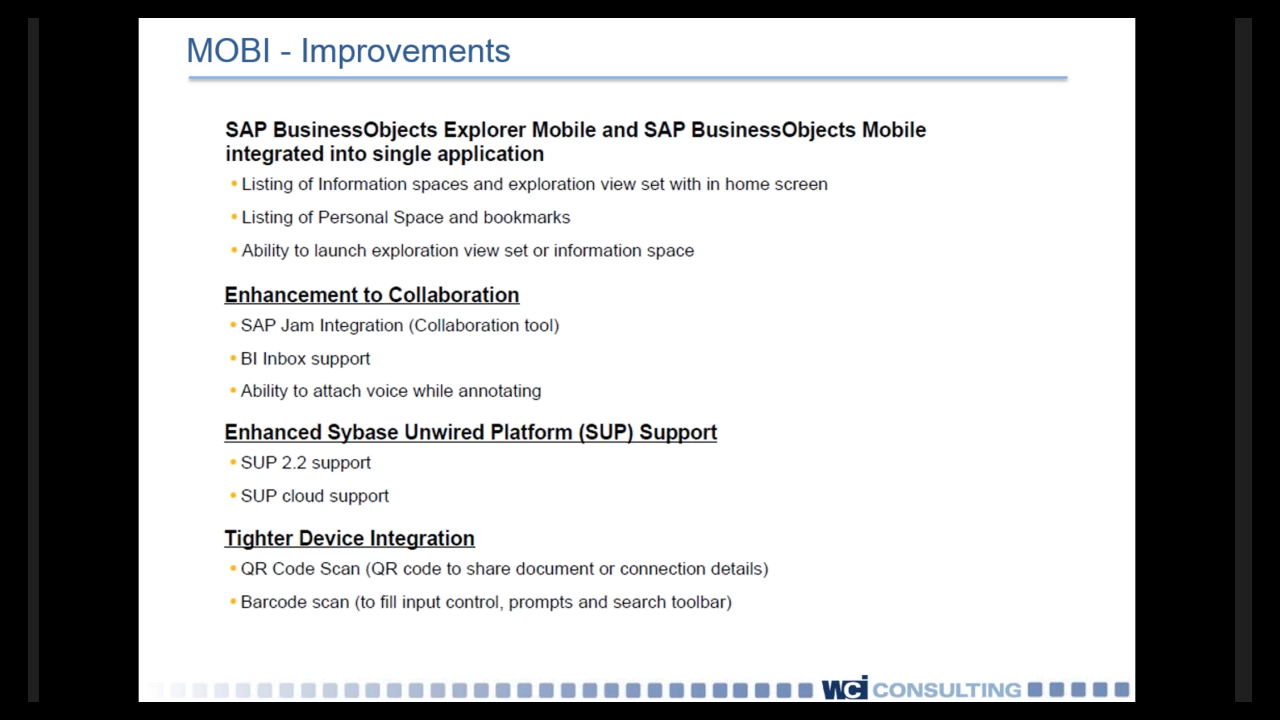 MOBI - Improvements
SAP BusinessObjects Explorer Mobile and SAP BusinessObjects Mobile
integrated into single application
• Listing of Information spaces and exploration view set with in home screen
• Listing of Personal Space and bookmarks
• Ability to launch exploration view set or information space
Enhancement to Collaboration
• SAP Jam Integration (Collaboration tool)
• BI Inbox support
• Ability to attach voice while annotating
Enhanced Sybase Unwired Platform (SUP) Support
• SUP 2.2 support
• SUP cloud support
Tighter Device Integration
• QR Code Scan (QR code to share document or connection details)
• Barcode scan (to fill input control, prompts and search toolbar)
WCI CONSULTING